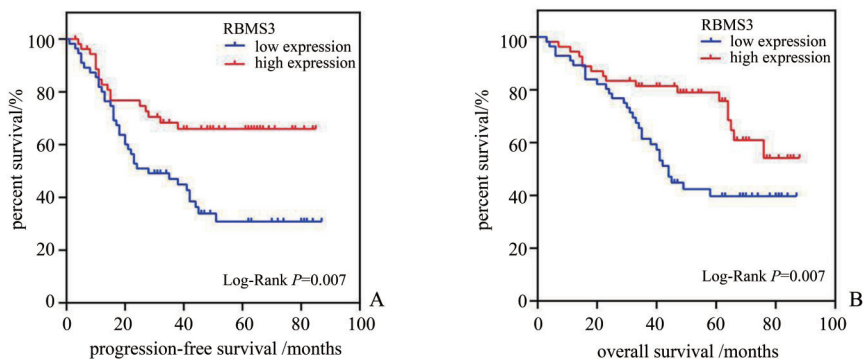 RBMS3
low expression
high expression
percent survival/%
100
80
60
40
20
0
Log-Rank P=0.007
A
0 20 40 60 80 100
progression-free survival /months
RBMS3
low expression
high expression
percent survival/%
100
80
60
40
20
0
Log-Rank P=0.007
B
0 20 40 60 80 100
overall survival /months